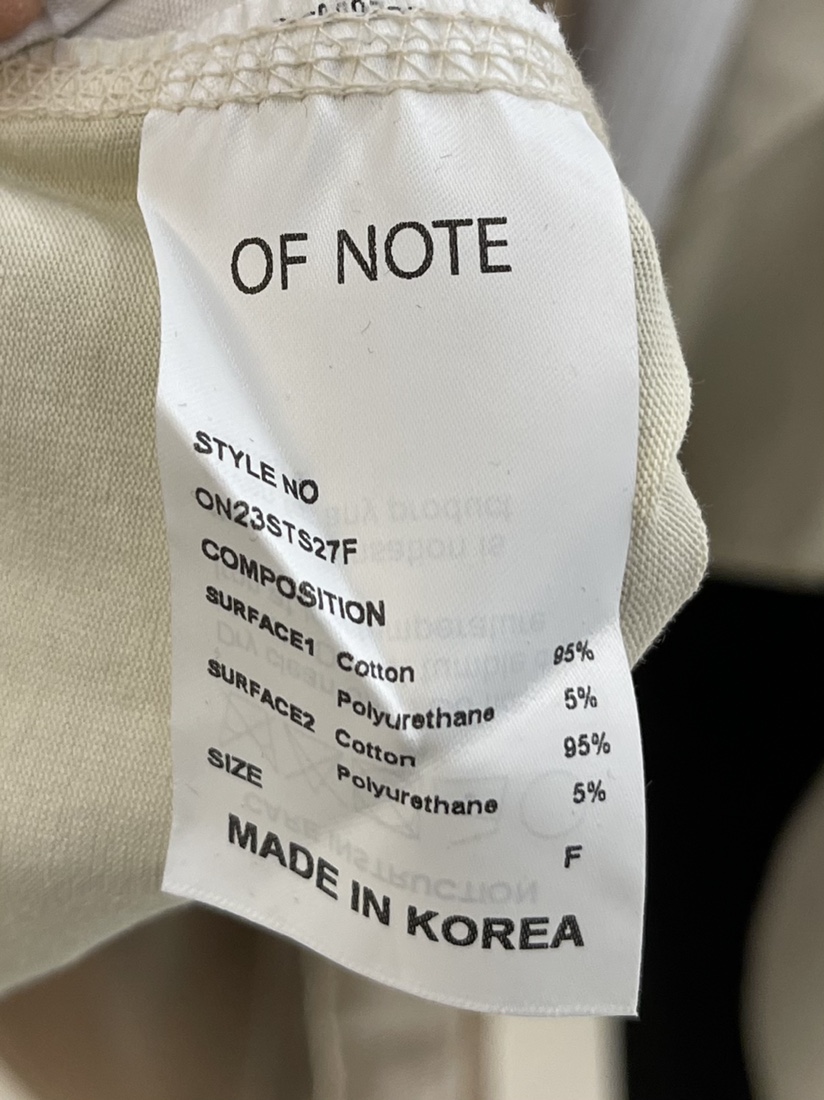 OF NOTE
STYLE NO
ON23STS27F
COMPOSITION
SURFACE1 Cotton 95%
Polyurethane 5%
SURFACE2 Cotton 95%
Polyurethane 5%
SIZE F
MADE IN KOREA